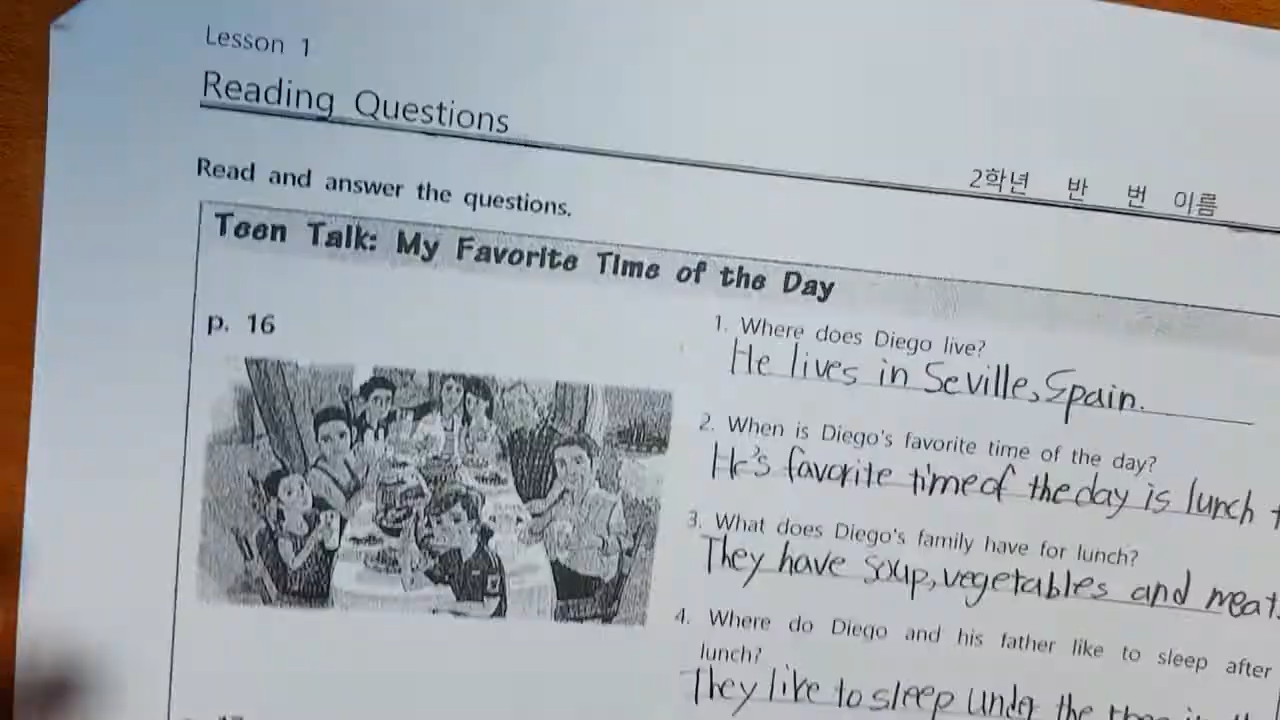 Lesson 1
Reading Questions
2학년 반 번 이름
Read and answer the questions.
Teen Talk: My Favorite Time of the Day
p. 16
1. Where does Diego live?
He lives in Seville, Spain.
2. When is Diego's favorite time of the day?
He's favorite time of the day is lunch
3. What does Diego's family have for lunch?
They have soup, vegetables and meat.
4. Where do Diego and his father like to sleep after
lunch?
They like to sleep under the